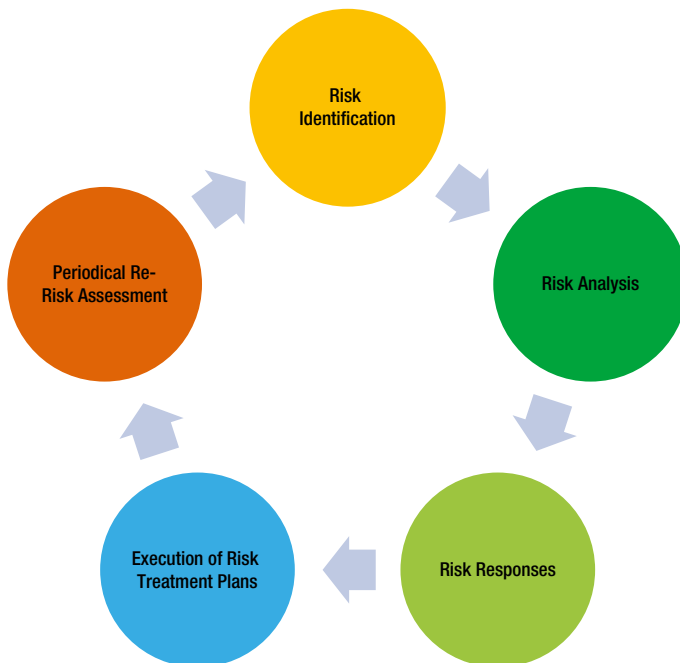 Risk
Identification
Risk Analysis
Risk Responses
Execution of Risk
Treatment Plans
Periodical Re-
Risk Assessment